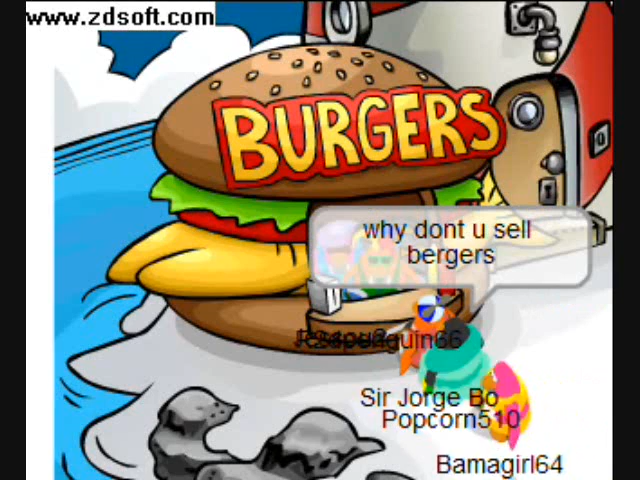 www.zdsoft.com
BURGERS
why dont u sell
bergers
Sir Jorge Bo
Popcorn510
Bamagirl64